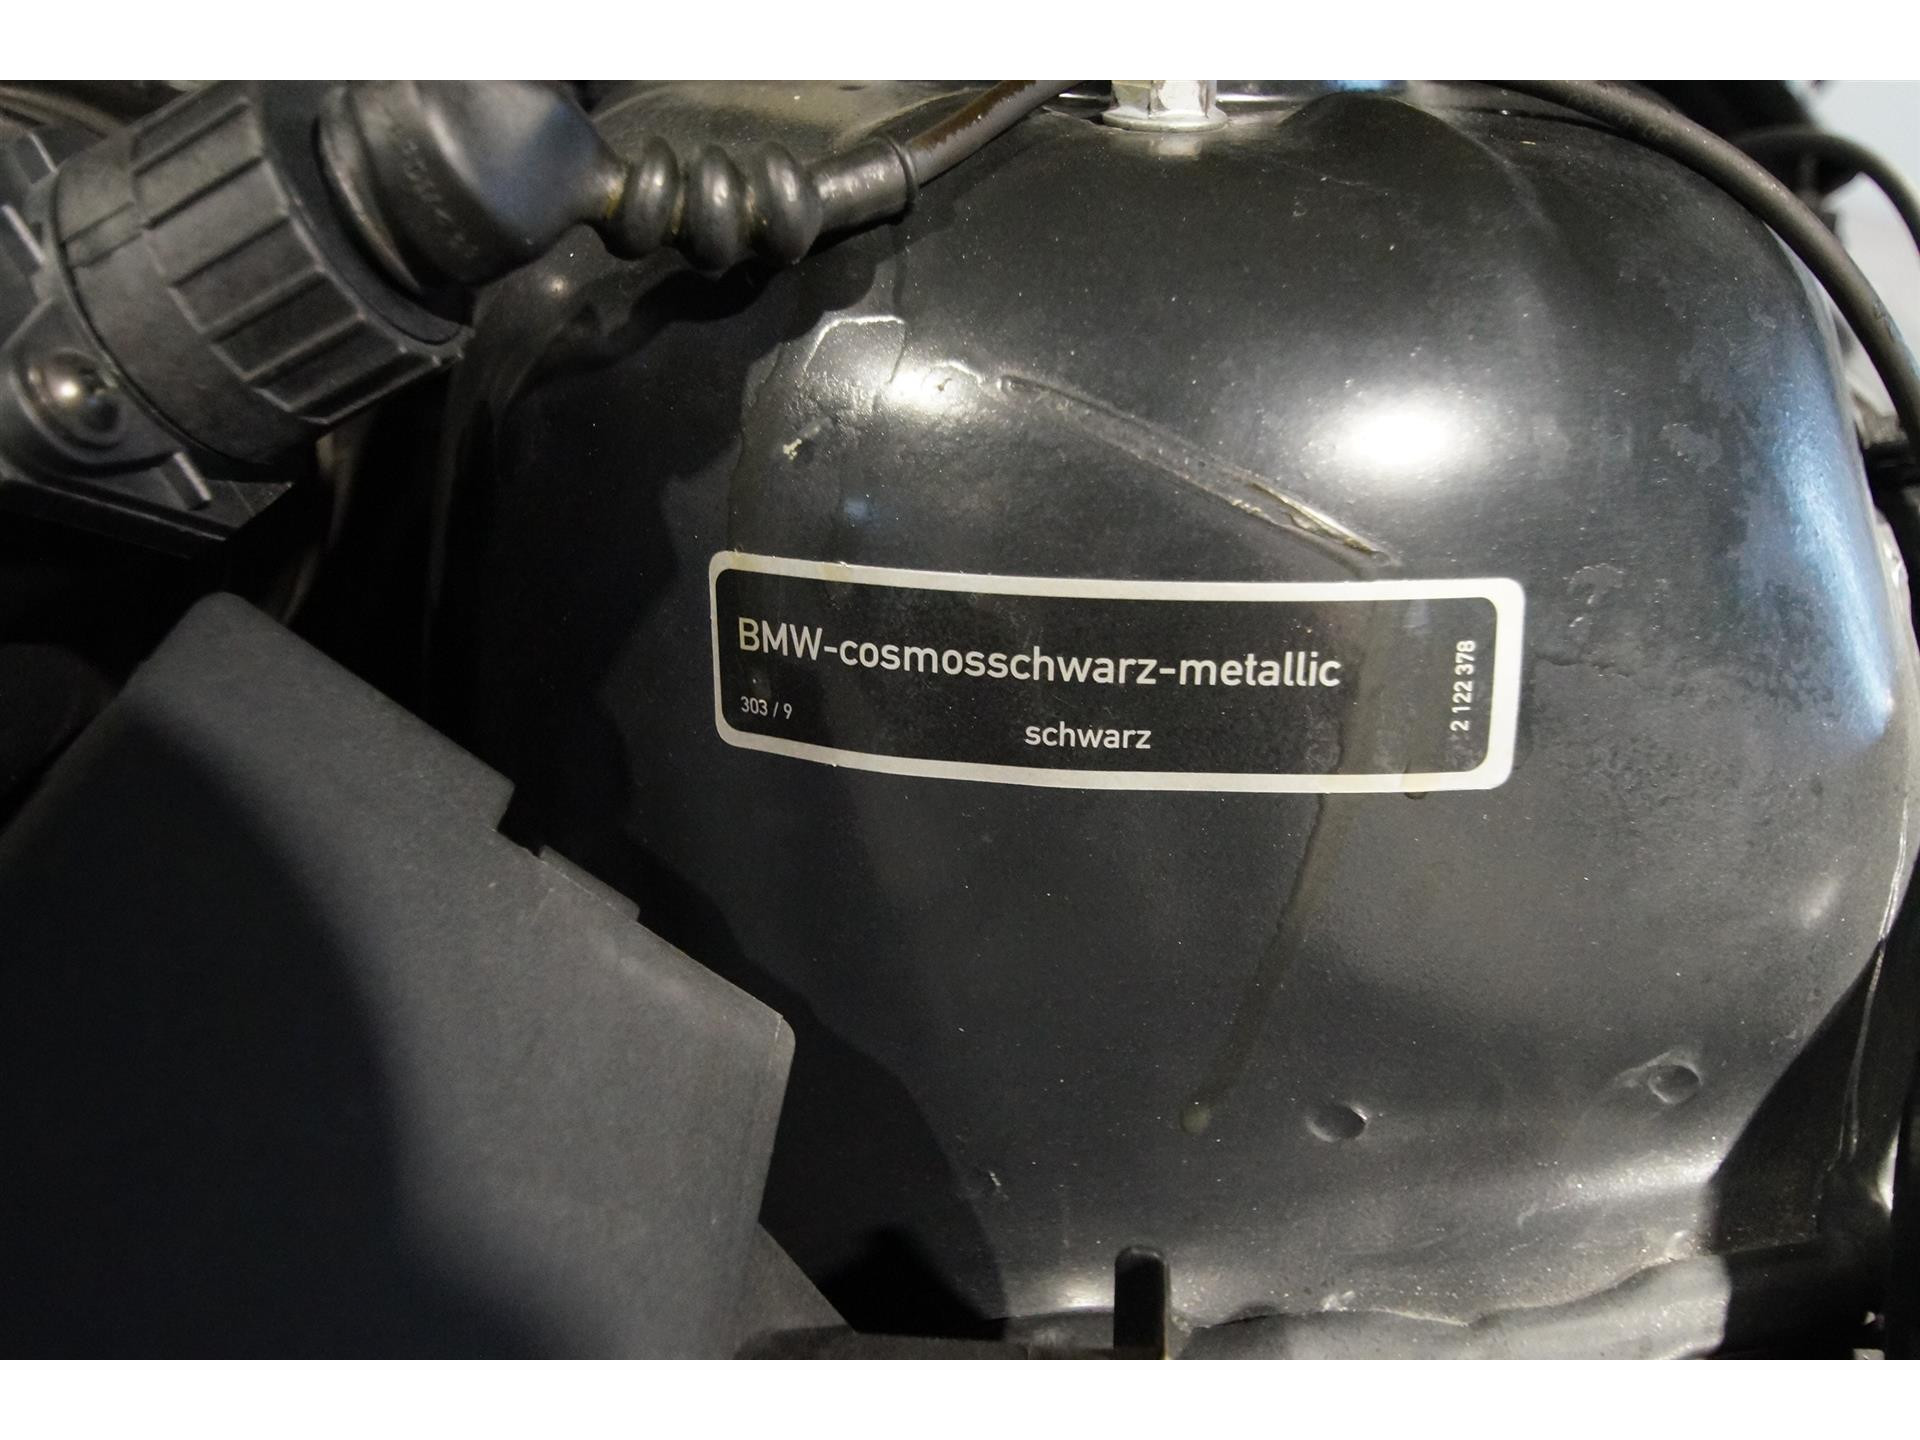 BMW-cosmosschwarz-metallic
303 / 9
schwarz
2 122 378